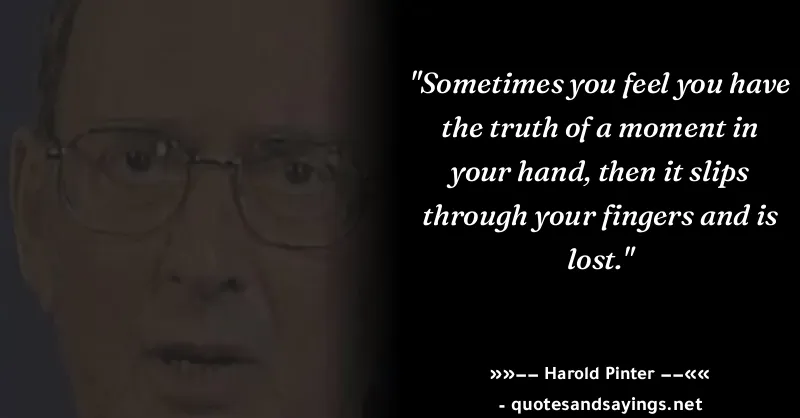 "Sometimes you feel you have
the truth of a moment in
your hand, then it slips
through your fingers and is
lost."
»»–– Harold Pinter ––««
- quotesandsayings.net